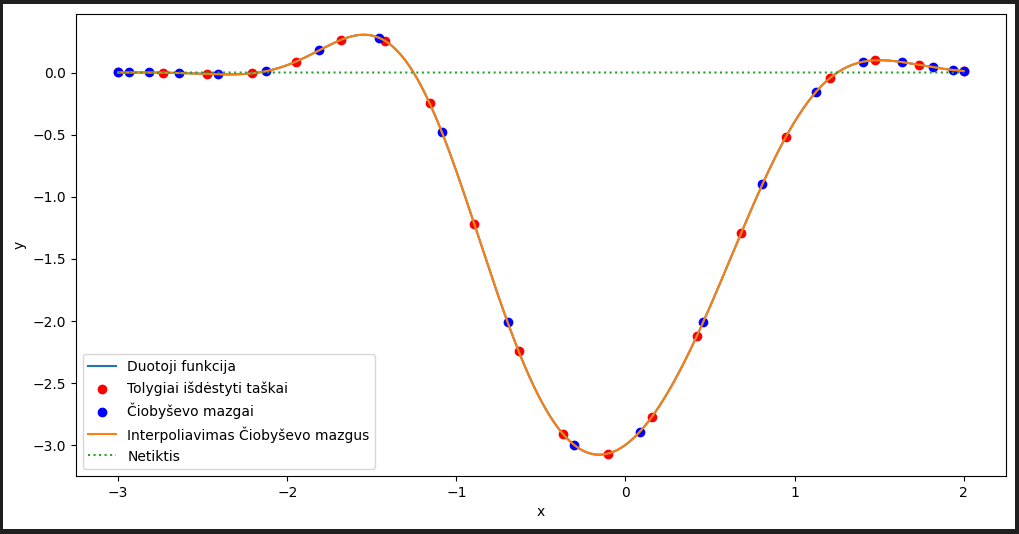 0.0
−0.5
−1.0
−1.5
−2.0
−2.5
−3.0
y
Duotoji funkcija
Tolygiai išdėstyti taškai
Čiobyševo mazgai
Interpoliavimas Čiobyševo mazgus
Netiktis
−3 −2 −1 0 1 2
x